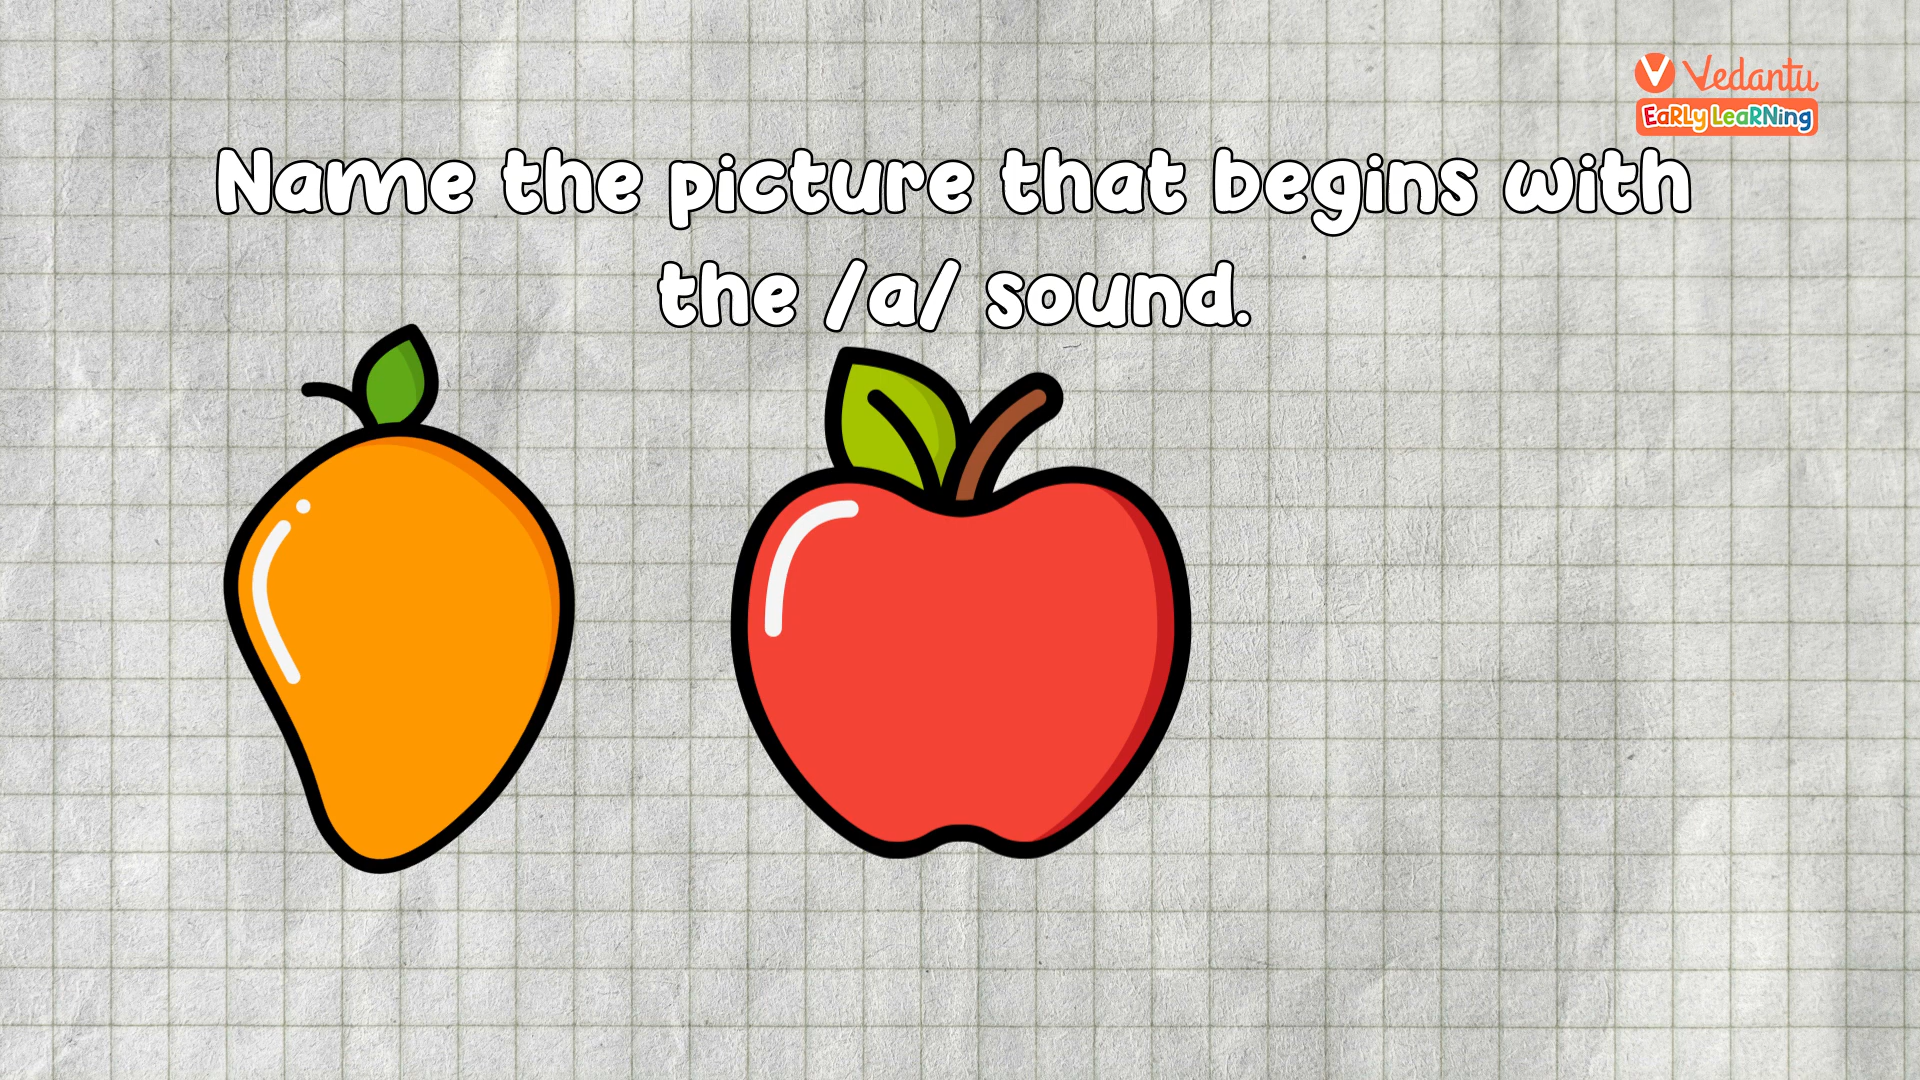 Vedantu
EaRLy LeaRNing
Name the picture that begins with
the /a/ sound.